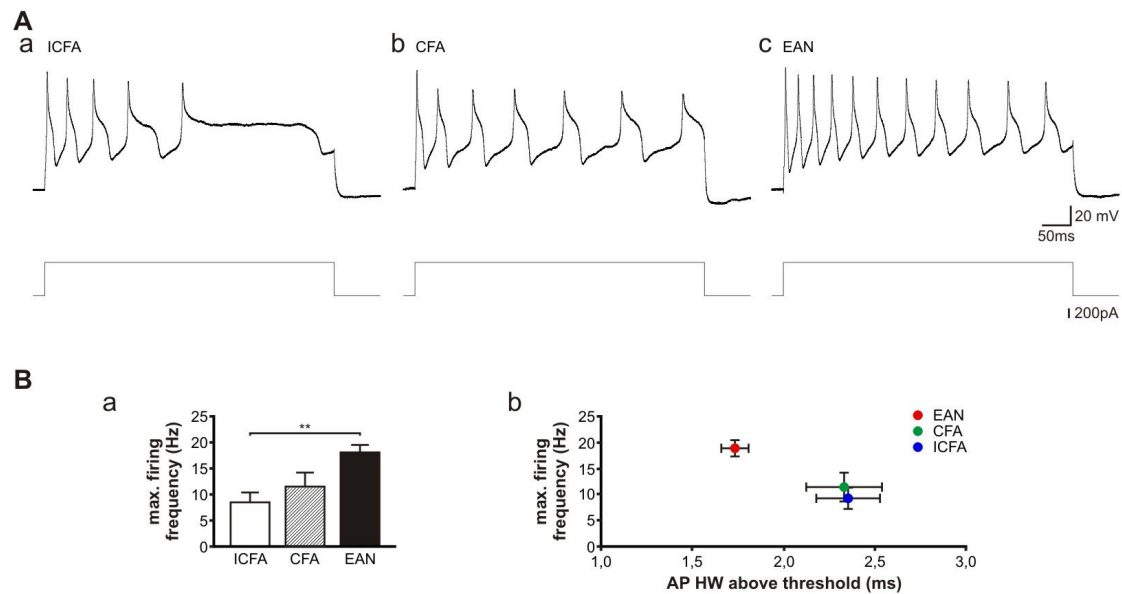 A
a ICFA
b CFA
c EAN
20 mV
50ms
200pA
B
a
max. firing
frequency (Hz)
25
20
15
10
5
0
**
ICFA CFA EAN
b
max. firing
frequency (Hz)
25
20
15
10
5
0
1,0 1,5 2,0 2,5 3,0
AP HW above threshold (ms)
EAN
CFA
ICFA